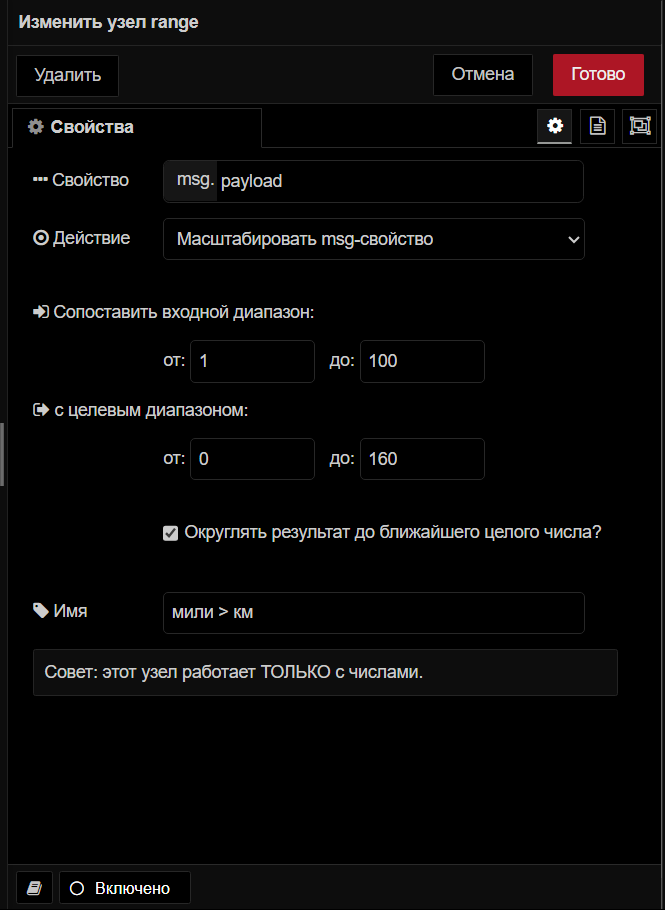 Изменить узел range
Удалить
Отмена
Готово
Свойства
Свойство
msg. payload
Действие
Масштабировать msg-свойство
Сопоставить входной диапазон:
от: 1 до: 100
с целевым диапазоном:
от: 0 до: 160
Округлять результат до ближайшего целого числа?
Имя
мили > км
Совет: этот узел работает ТОЛЬКО с числами.
Включено